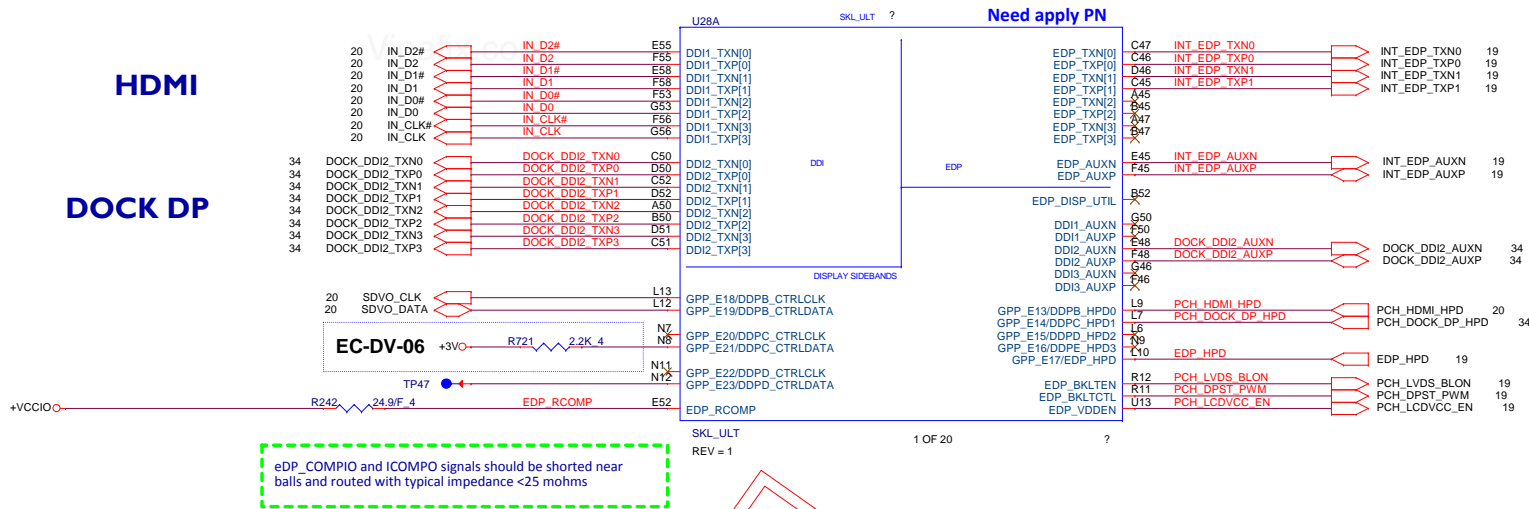 U28A
SKL_ULT ?
Need apply PN
HDMI
20 IN_D2# IN_D2# E55 DDI1_TXN[0]
20 IN_D2 IN_D2 F55 DDI1_TXP[0]
20 IN_D1# IN_D1# E58 DDI1_TXN[1]
20 IN_D1 IN_D1 F58 DDI1_TXP[1]
20 IN_D0# IN_D0# F53 DDI1_TXN[2]
20 IN_D0 IN_D0 G53 DDI1_TXP[2]
20 IN_CLK# IN_CLK# F56 DDI1_TXN[3]
20 IN_CLK IN_CLK G56 DDI1_TXP[3]
DOCK DP
34 DOCK_DDI2_TXN0 DOCK_DDI2_TXN0 C50 DDI2_TXN[0]
34 DOCK_DDI2_TXP0 DOCK_DDI2_TXP0 D50 DDI2_TXP[0]
34 DOCK_DDI2_TXN1 DOCK_DDI2_TXN1 C52 DDI2_TXN[1]
34 DOCK_DDI2_TXP1 DOCK_DDI2_TXP1 D52 DDI2_TXP[1]
34 DOCK_DDI2_TXN2 DOCK_DDI2_TXN2 A50 DDI2_TXN[2]
34 DOCK_DDI2_TXP2 DOCK_DDI2_TXP2 B50 DDI2_TXP[2]
34 DOCK_DDI2_TXN3 DOCK_DDI2_TXN3 D51 DDI2_TXN[3]
34 DOCK_DDI2_TXP3 DOCK_DDI2_TXP3 C51 DDI2_TXP[3]
DDI
EDP
DISPLAY SIDEBANDS
20 SDVO_CLK L13 GPP_E18/DDPB_CTRLCLK
20 SDVO_DATA L12 GPP_E19/DDPB_CTRLDATA
N7 GPP_E20/DDPC_CTRLCLK
EC-DV-06 +3V R721 2.2K_4 N8 GPP_E21/DDPC_CTRLDATA
N11 GPP_E22/DDPD_CTRLCLK
TP47 N12 GPP_E23/DDPD_CTRLDATA
+VCCIO R242 24.9/F_4 EDP_RCOMP E52 EDP_RCOMP
EDP_TXN[0] C47 INT_EDP_TXN0 INT_EDP_TXN0 19
EDP_TXP[0] C46 INT_EDP_TXP0 INT_EDP_TXP0 19
EDP_TXN[1] D46 INT_EDP_TXN1 INT_EDP_TXN1 19
EDP_TXP[1] C45 INT_EDP_TXP1 INT_EDP_TXP1 19
EDP_TXN[2] A45
EDP_TXP[2] B45
EDP_TXN[3] A47
EDP_TXP[3] B47
EDP_AUXN E45 INT_EDP_AUXN INT_EDP_AUXN 19
EDP_AUXP F45 INT_EDP_AUXP INT_EDP_AUXP 19
EDP_DISP_UTIL B52
DDI1_AUXN G50
DDI1_AUXP F50
DDI2_AUXN E48 DOCK_DDI2_AUXN DOCK_DDI2_AUXN 34
DDI2_AUXP F48 DOCK_DDI2_AUXP DOCK_DDI2_AUXP 34
DDI3_AUXN G46
DDI3_AUXP F46
GPP_E13/DDPB_HPD0 L9 PCH_HDMI_HPD PCH_HDMI_HPD 20
GPP_E14/DDPC_HPD1 L7 PCH_DOCK_DP_HPD PCH_DOCK_DP_HPD 34
GPP_E15/DDPD_HPD2 L6
GPP_E16/DDPE_HPD3 N9
GPP_E17/EDP_HPD L10 EDP_HPD EDP_HPD 19
EDP_BKLTEN R12 PCH_LVDS_BLON PCH_LVDS_BLON 19
EDP_BKLTCTL R11 PCH_DPST_PWM PCH_DPST_PWM 19
EDP_VDDEN U13 PCH_LCDVCC_EN PCH_LCDVCC_EN 19
SKL_ULT
REV = 1
1 OF 20 ?
eDP_COMPIO and ICOMPO signals should be shorted near
balls and routed with typical impedance <25 mohms